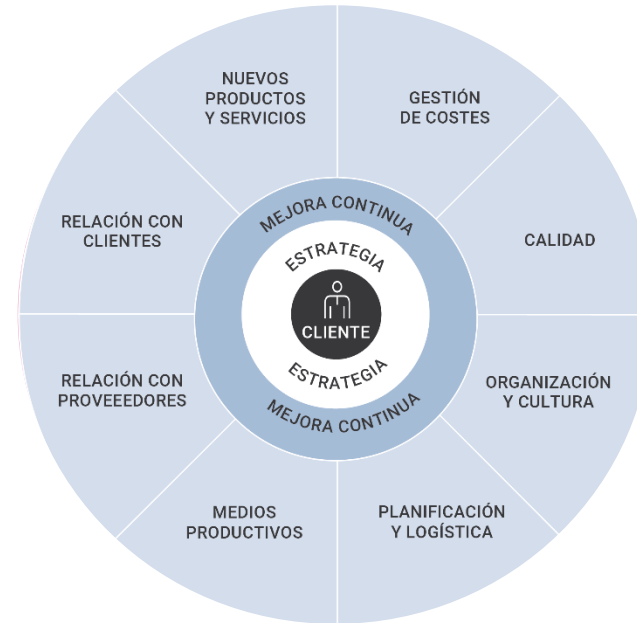 NUEVOS
PRODUCTOS
Y SERVICIOS
GESTIÓN
DE COSTES
RELACIÓN CON
CLIENTES
MEJORA CONTINUA
CALIDAD
ESTRATEGIA
CLIENTE
ESTRATEGIA
MEJORA CONTINUA
RELACIÓN CON
PROVEEEDORES
ORGANIZACIÓN
Y CULTURA
MEDIOS
PRODUCTIVOS
PLANIFICACIÓN
Y LOGÍSTICA